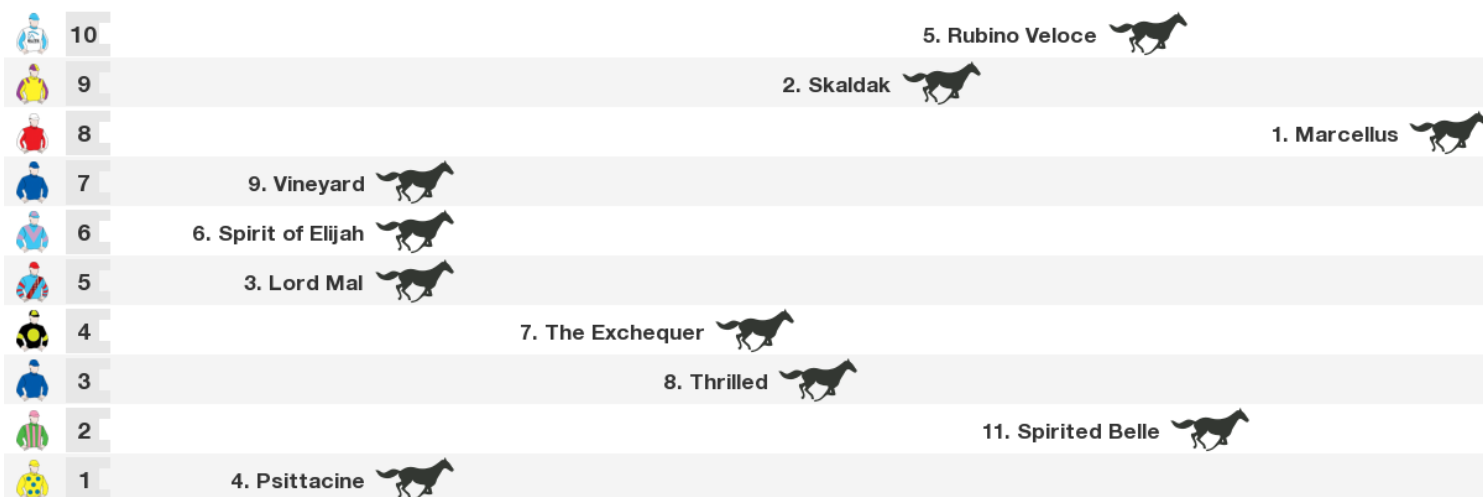 10 5. Rubino Veloce
9 2. Skaldak
8 1. Marcellus
7 9. Vineyard
6 6. Spirit of Elijah
5 3. Lord Mal
4 7. The Exchequer
3 8. Thrilled
2 11. Spirited Belle
1 4. Psittacine